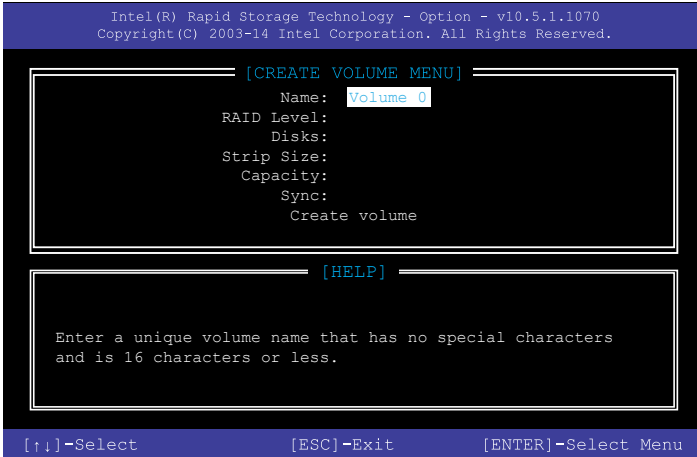 Intel(R) Rapid Storage Technology - Option - v10.5.1.1070
Copyright(C) 2003-14 Intel Corporation. All Rights Reserved.
[CREATE VOLUME MENU]
Name: Volume 0
RAID Level:
Disks:
Strip Size:
Capacity:
Sync:
Create volume
[HELP]
Enter a unique volume name that has no special characters
and is 16 characters or less.
[↑↓]-Select [ESC]-Exit [ENTER]-Select Menu